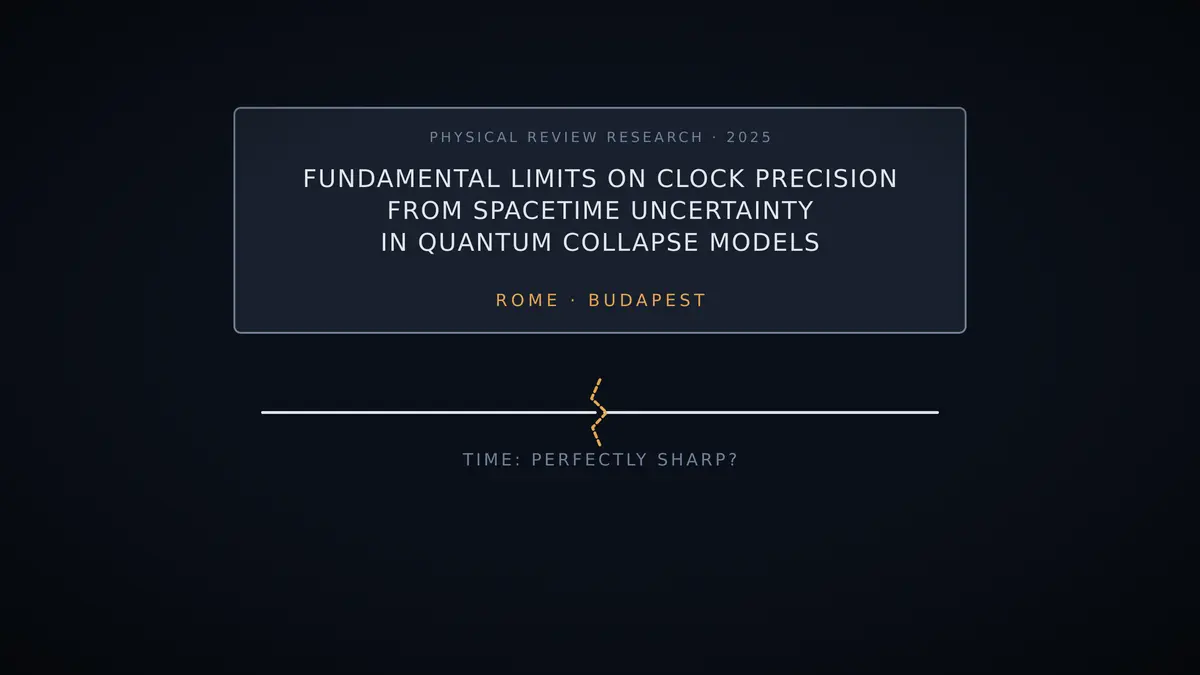 PHYSICAL REVIEW RESEARCH · 2025
FUNDAMENTAL LIMITS ON CLOCK PRECISION
FROM SPACETIME UNCERTAINTY
IN QUANTUM COLLAPSE MODELS
ROME · BUDAPEST
TIME: PERFECTLY SHARP?